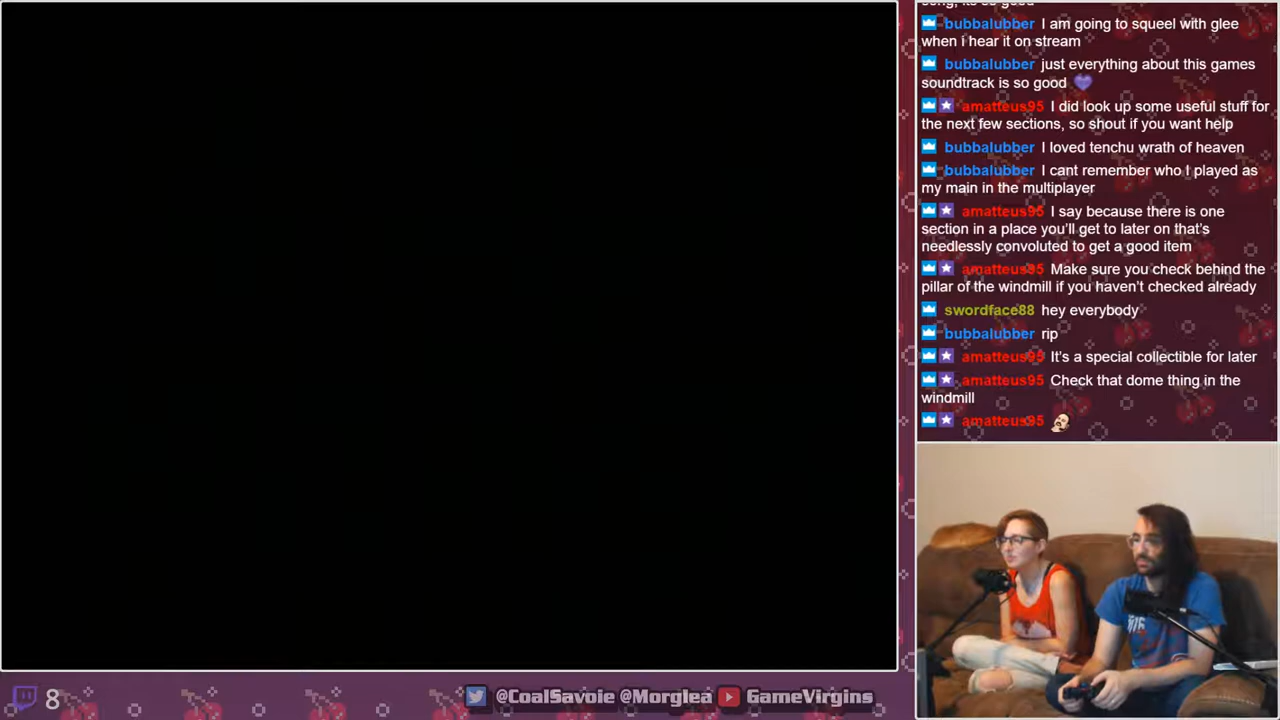 song, its so good
bubbalubber I am going to squeel with glee
when i hear it on stream
bubbalubber just everything about this games
soundtrack is so good
amatteus95 I did look up some useful stuff for
the next few sections, so shout if you want help
bubbalubber I loved tenchu wrath of heaven
bubbalubber I cant remember who I played as
my main in the multiplayer
amatteus95 I say because there is one
section in a place you’ll get to later on that’s
needlessly convoluted to get a good item
amatteus95 Make sure you check behind the
pillar of the windmill if you haven’t checked already
swordface88 hey everybody
bubbalubber rip
amatteus95 It’s a special collectible for later
amatteus95 Check that dome thing in the
windmill
amatteus95
8
@CoalSavoie @Morglea GameVirgins